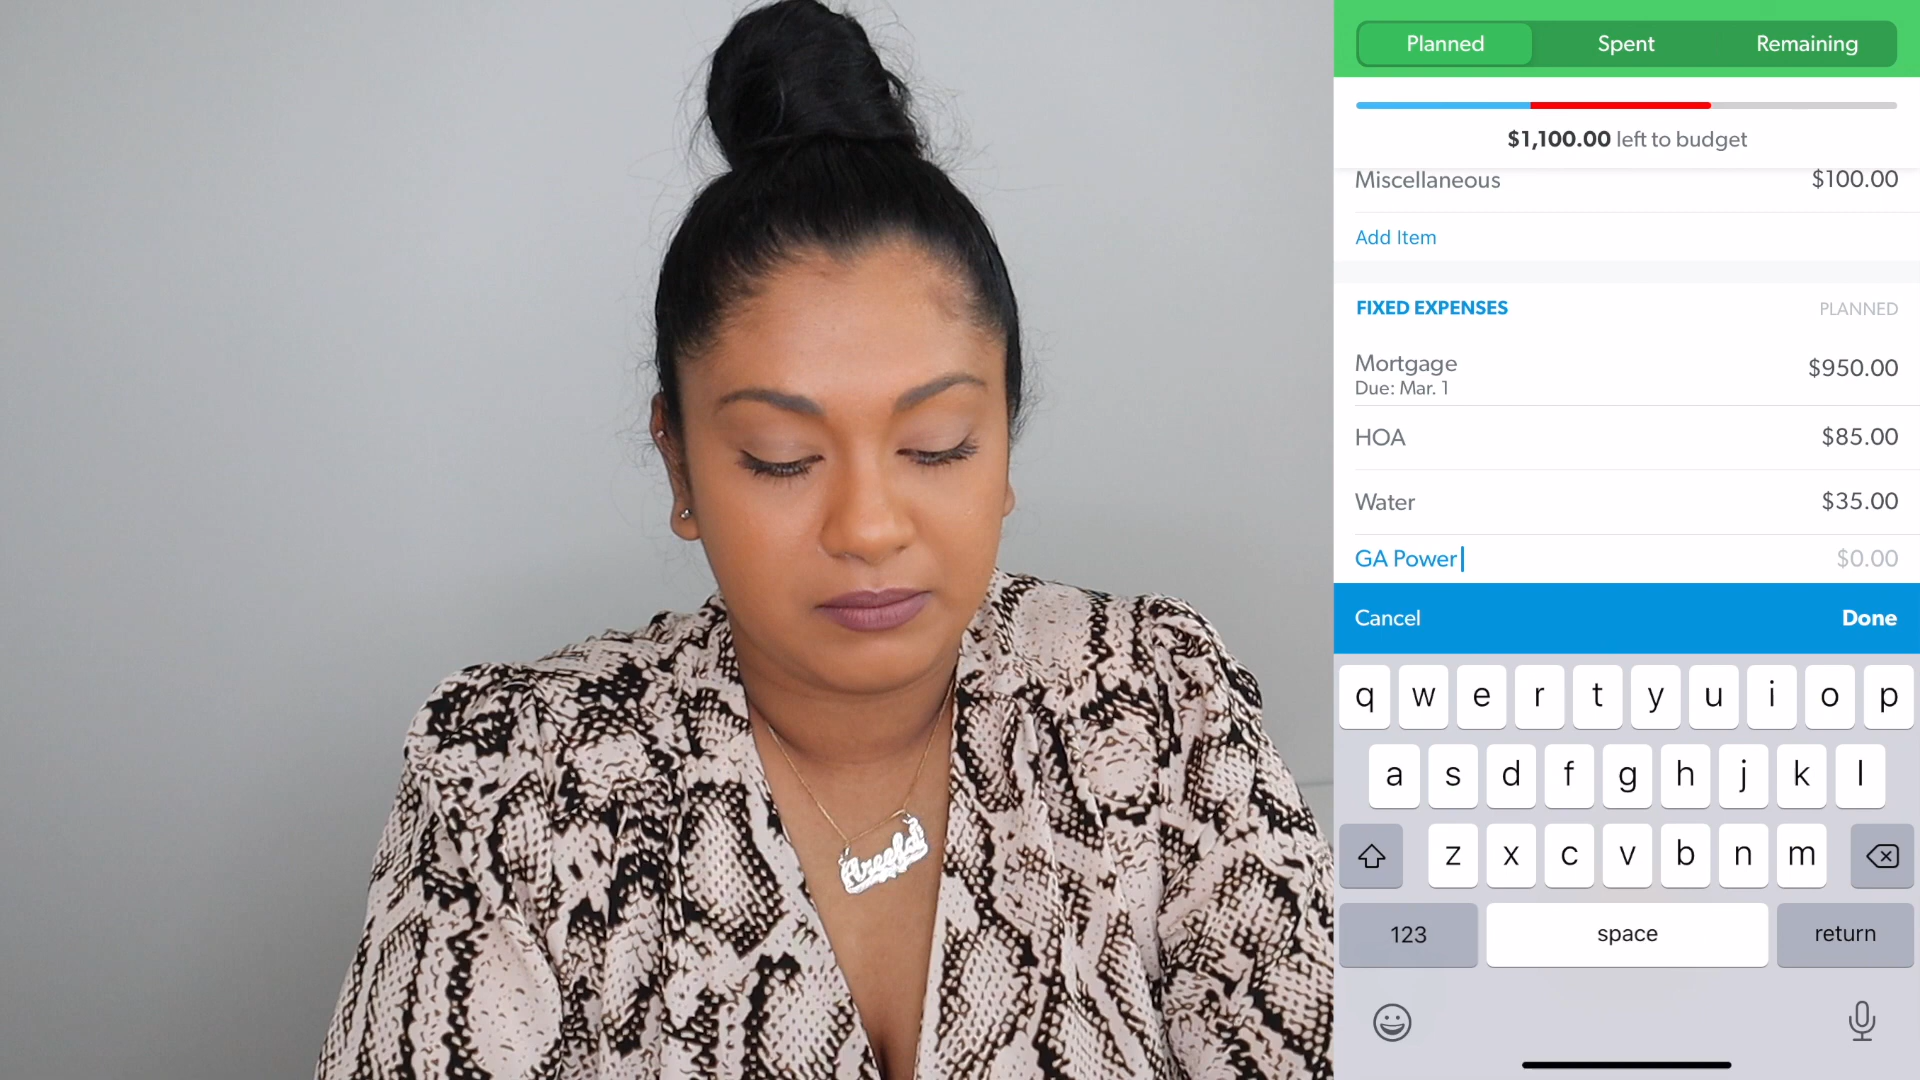 Planned Spent Remaining
$1,100.00 left to budget
Miscellaneous $100.00
Add Item
FIXED EXPENSES PLANNED
Mortgage $950.00
Due: Mar. 1
HOA $85.00
Water $35.00
GA Power $0.00
Cancel Done
q w e r t y u i o p
a s d f g h j k l
z x c v b n m
123 space return
Areefa